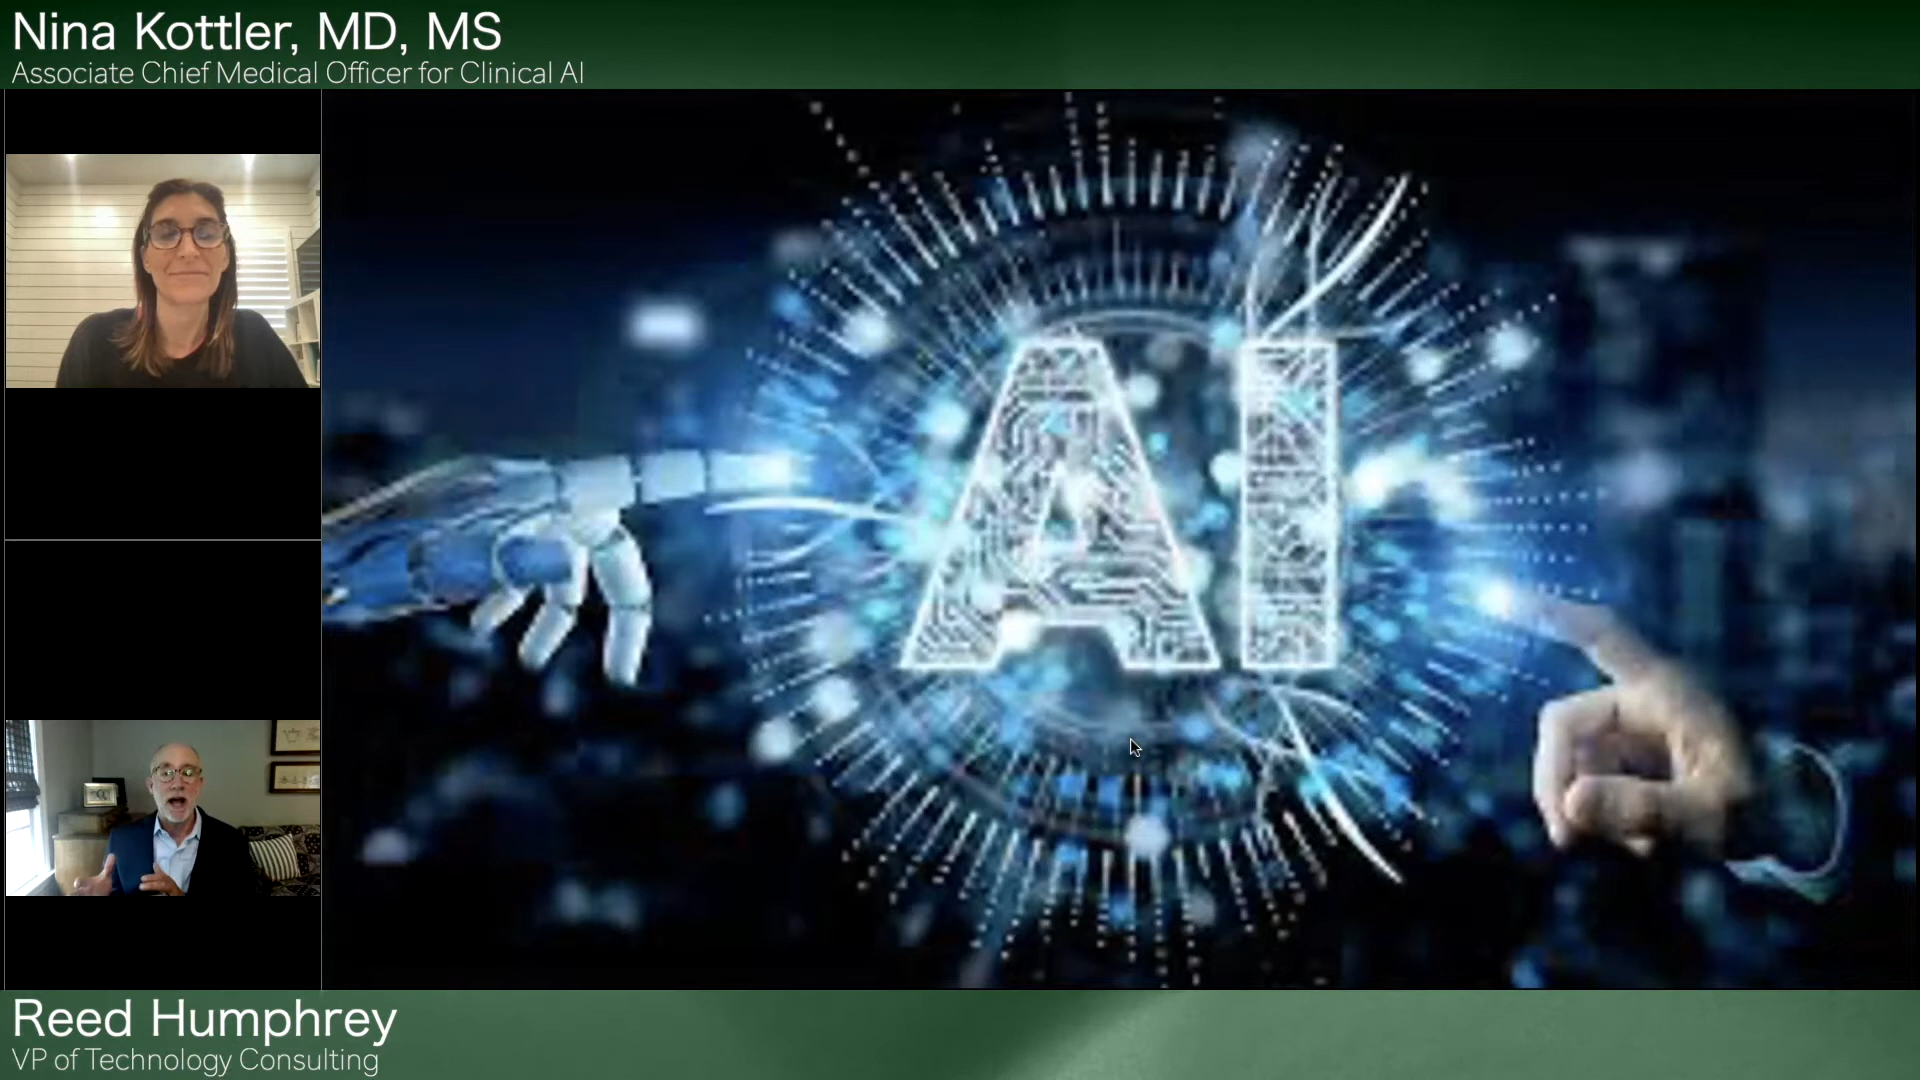 Nina Kottler, MD, MS
Associate Chief Medical Officer for Clinical AI
AI
Reed Humphrey
VP of Technology Consulting